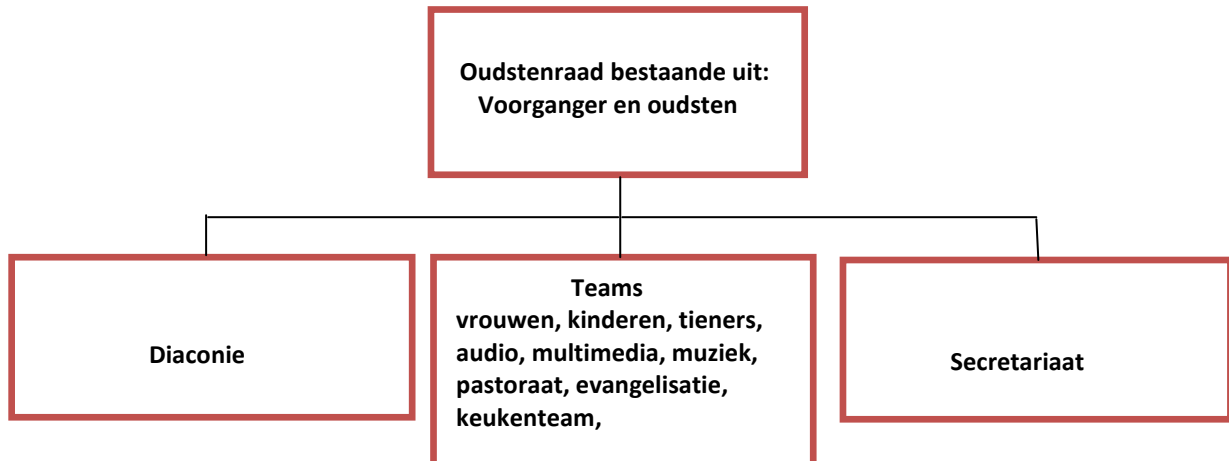 Oudstenraad bestaande uit:
Voorganger en oudsten
Diaconie
Teams
vrouwen, kinderen, tieners,
audio, multimedia, muziek,
pastoraat, evangelisatie,
keukenteam,
Secretariaat